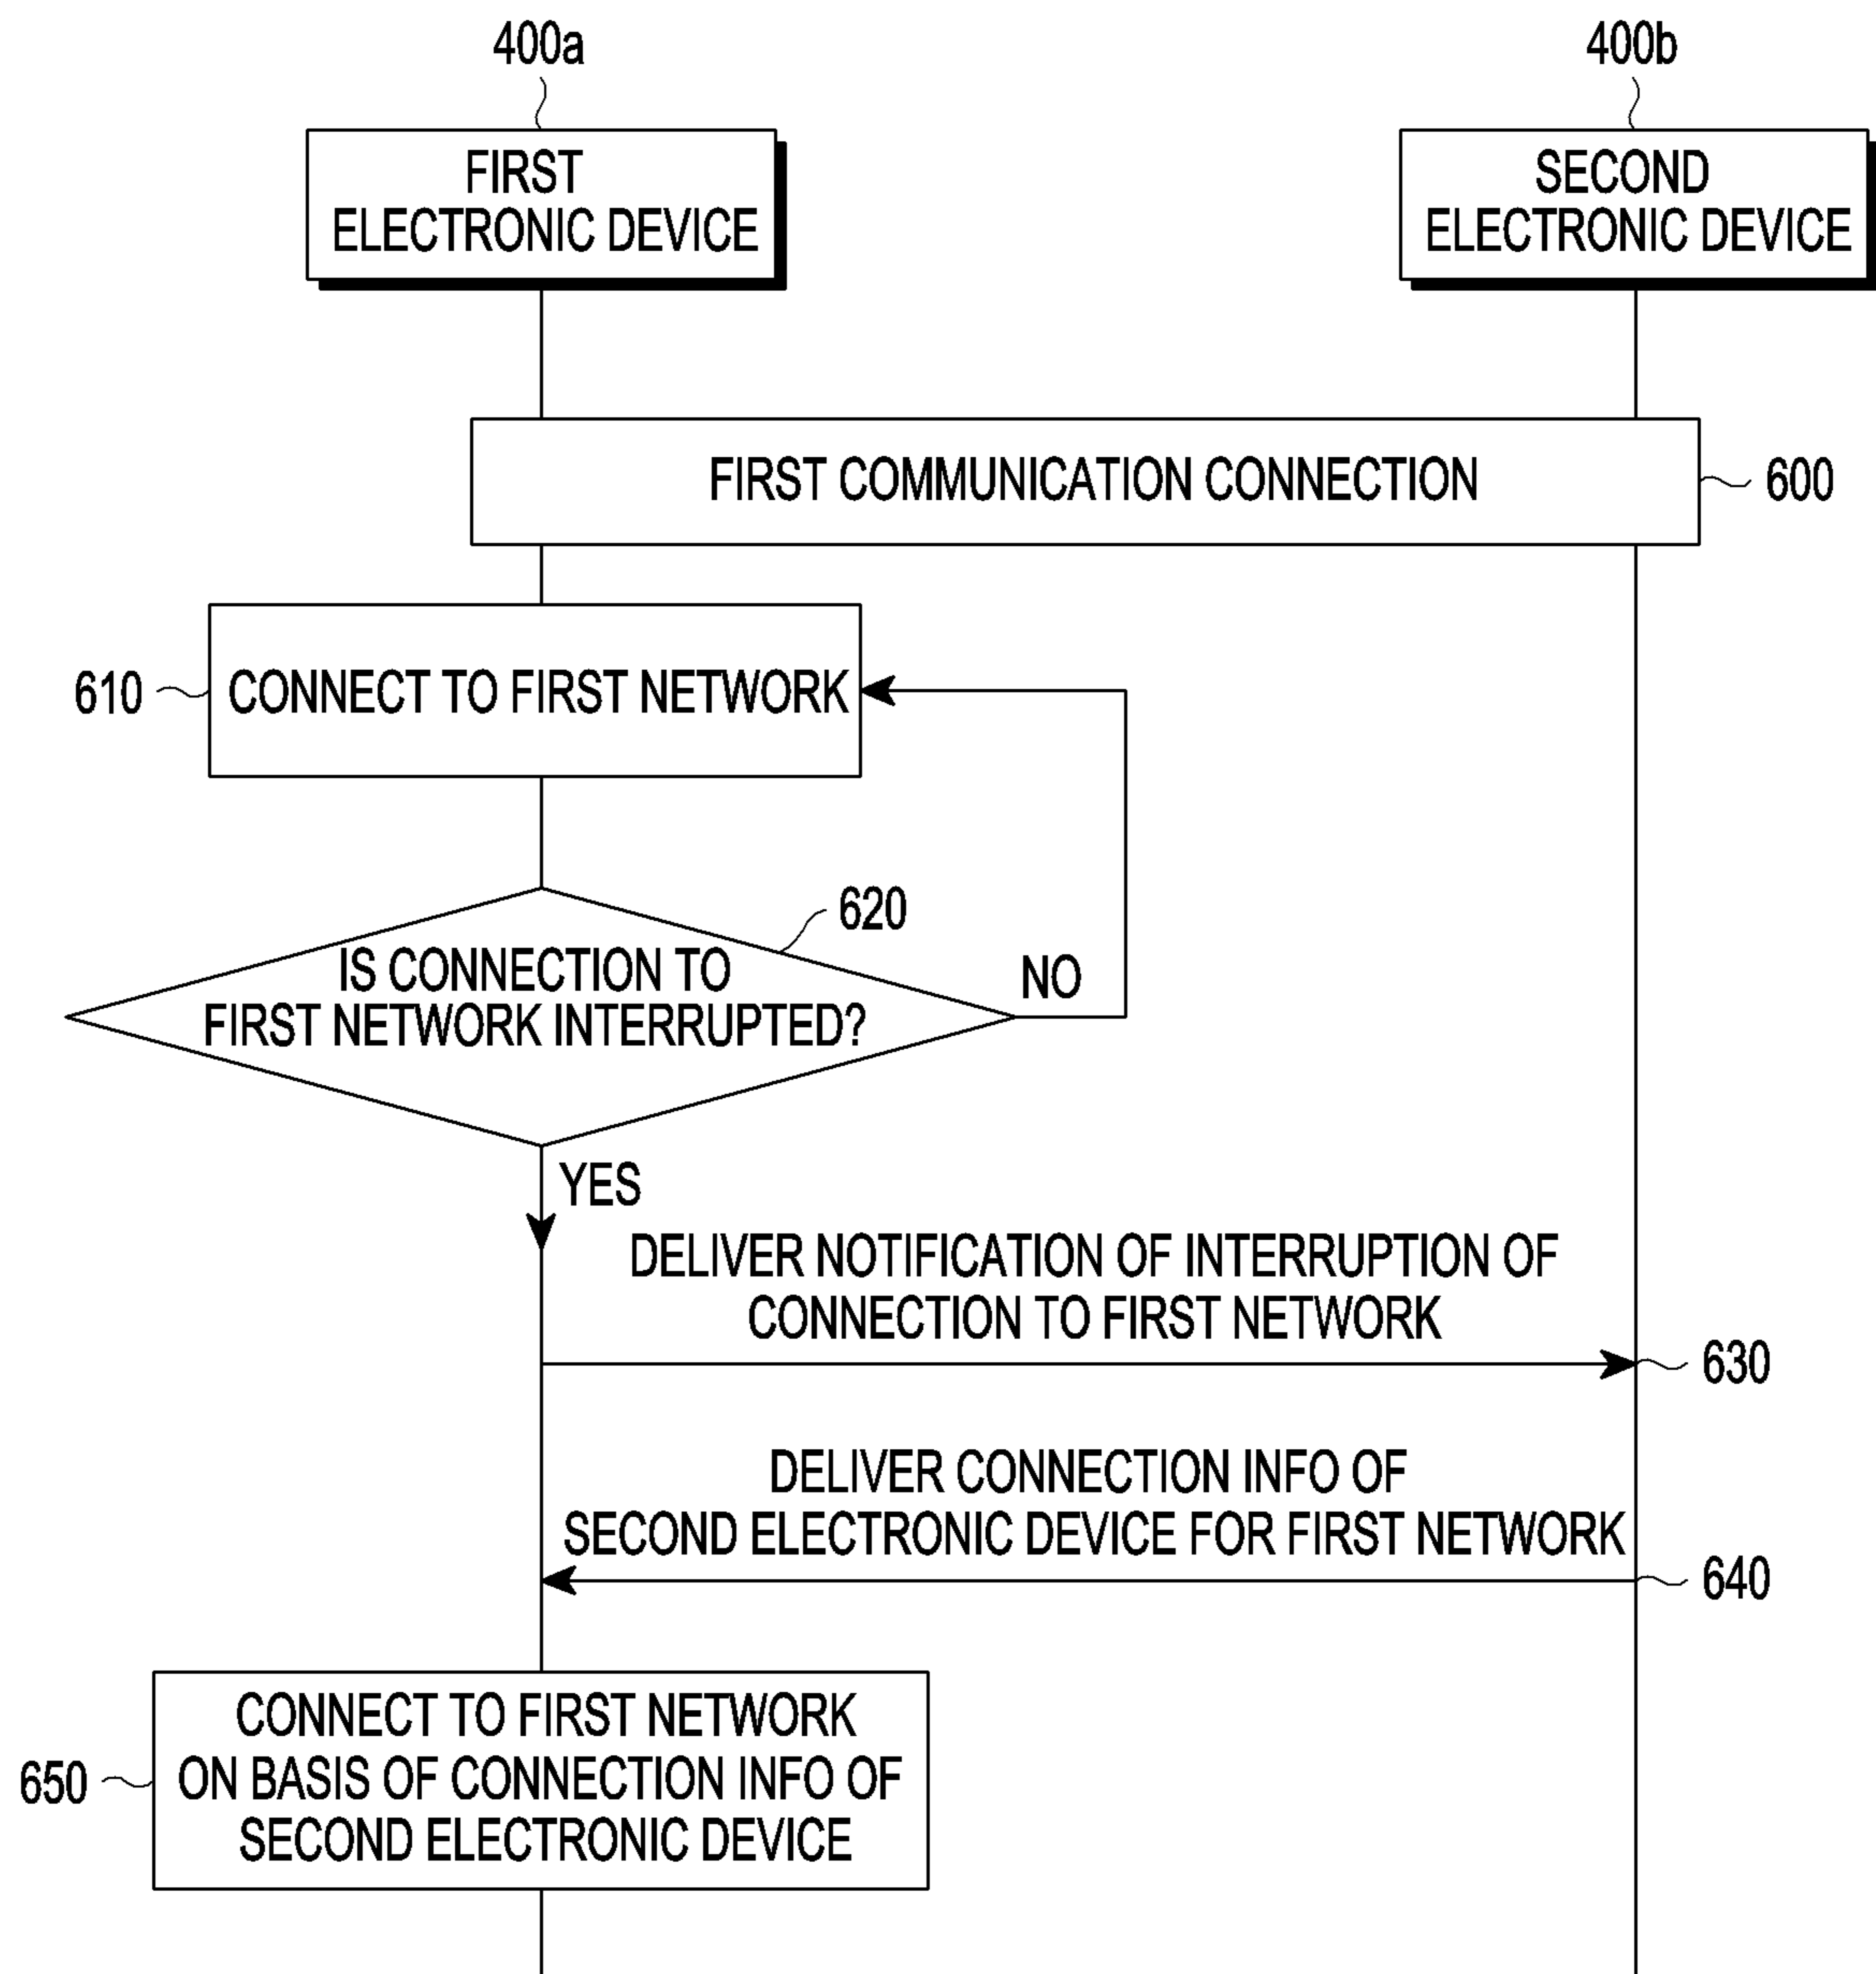 400a
400b
FIRST
ELECTRONIC DEVICE
SECOND
ELECTRONIC DEVICE
FIRST COMMUNICATION CONNECTION
600
610
CONNECT TO FIRST NETWORK
620
IS CONNECTION TO
FIRST NETWORK INTERRUPTED?
NO
YES
DELIVER NOTIFICATION OF INTERRUPTION OF
CONNECTION TO FIRST NETWORK
630
DELIVER CONNECTION INFO OF
SECOND ELECTRONIC DEVICE FOR FIRST NETWORK
640
650
CONNECT TO FIRST NETWORK
ON BASIS OF CONNECTION INFO OF
SECOND ELECTRONIC DEVICE